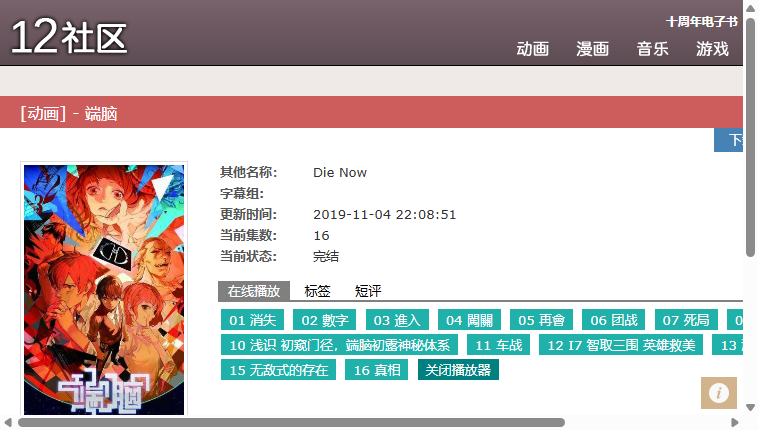 12社区
十周年电子书
动画 漫画 音乐 游戏
[动画] - 端脑
其他名称: Die Now
字幕组:
更新时间: 2019-11-04 22:08:51
当前集数: 16
当前状态: 完结
在线播放 标签 短评
01 消失 02 數字 03 進入 04 闖關 05 再會 06 团战 07 死局
10 浅识 初窥门径，端脑初露神秘体系 11 车战 12 I7 智取三围 英雄救美 13
15 无敌式的存在 16 真相 关闭播放器
端脑